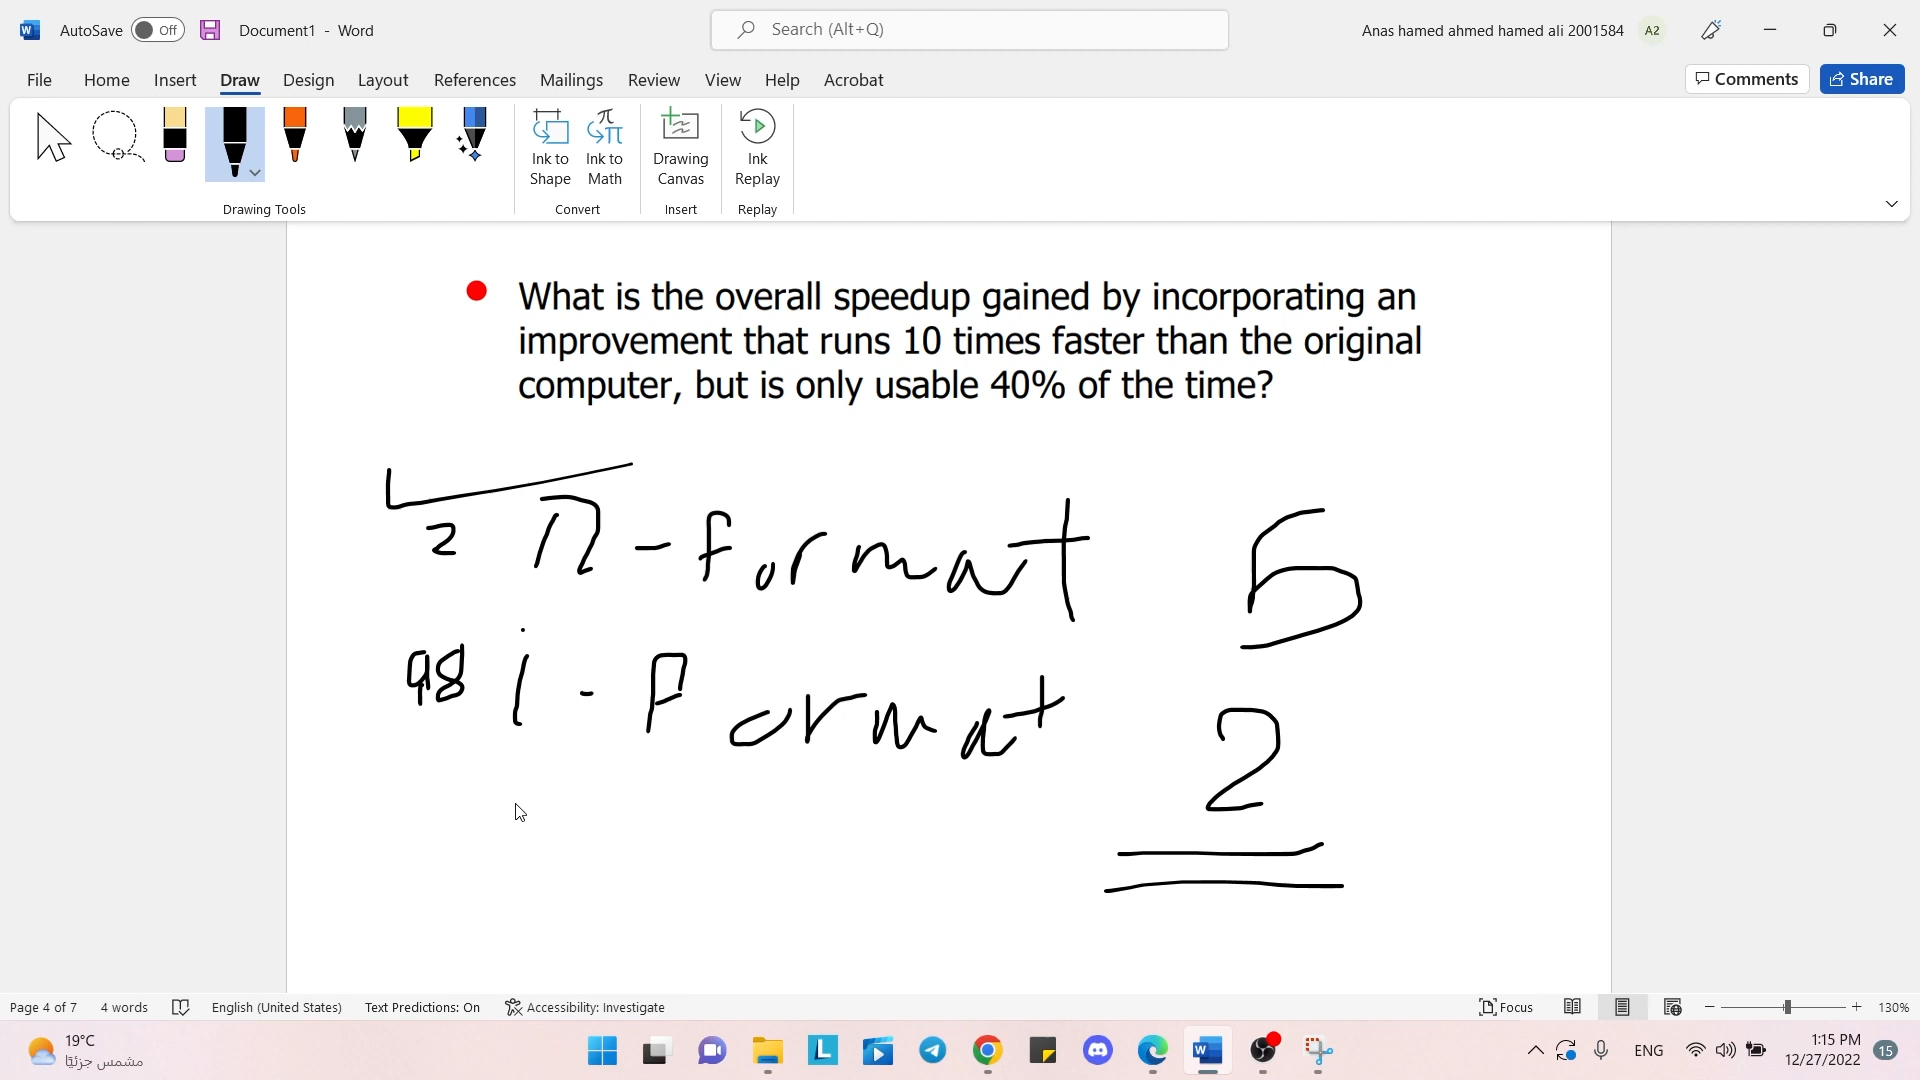 AutoSave Off Document1 - Word Search (Alt+Q) Anas hamed ahmed hamed ali 2001584 A2
File Home Insert Draw Design Layout References Mailings Review View Help Acrobat Comments Share
Ink to Shape Ink to Math Drawing Canvas Ink Replay
Drawing Tools Convert Insert Replay
What is the overall speedup gained by incorporating an
improvement that runs 10 times faster than the original
computer, but is only usable 40% of the time?
2 R - format 5
98 i - Format 2
Page 4 of 7 4 words English (United States) Text Predictions: On Accessibility: Investigate Focus 130%
19°C ENG 1:15 PM
مشمس جزئيًا 12/27/2022 15